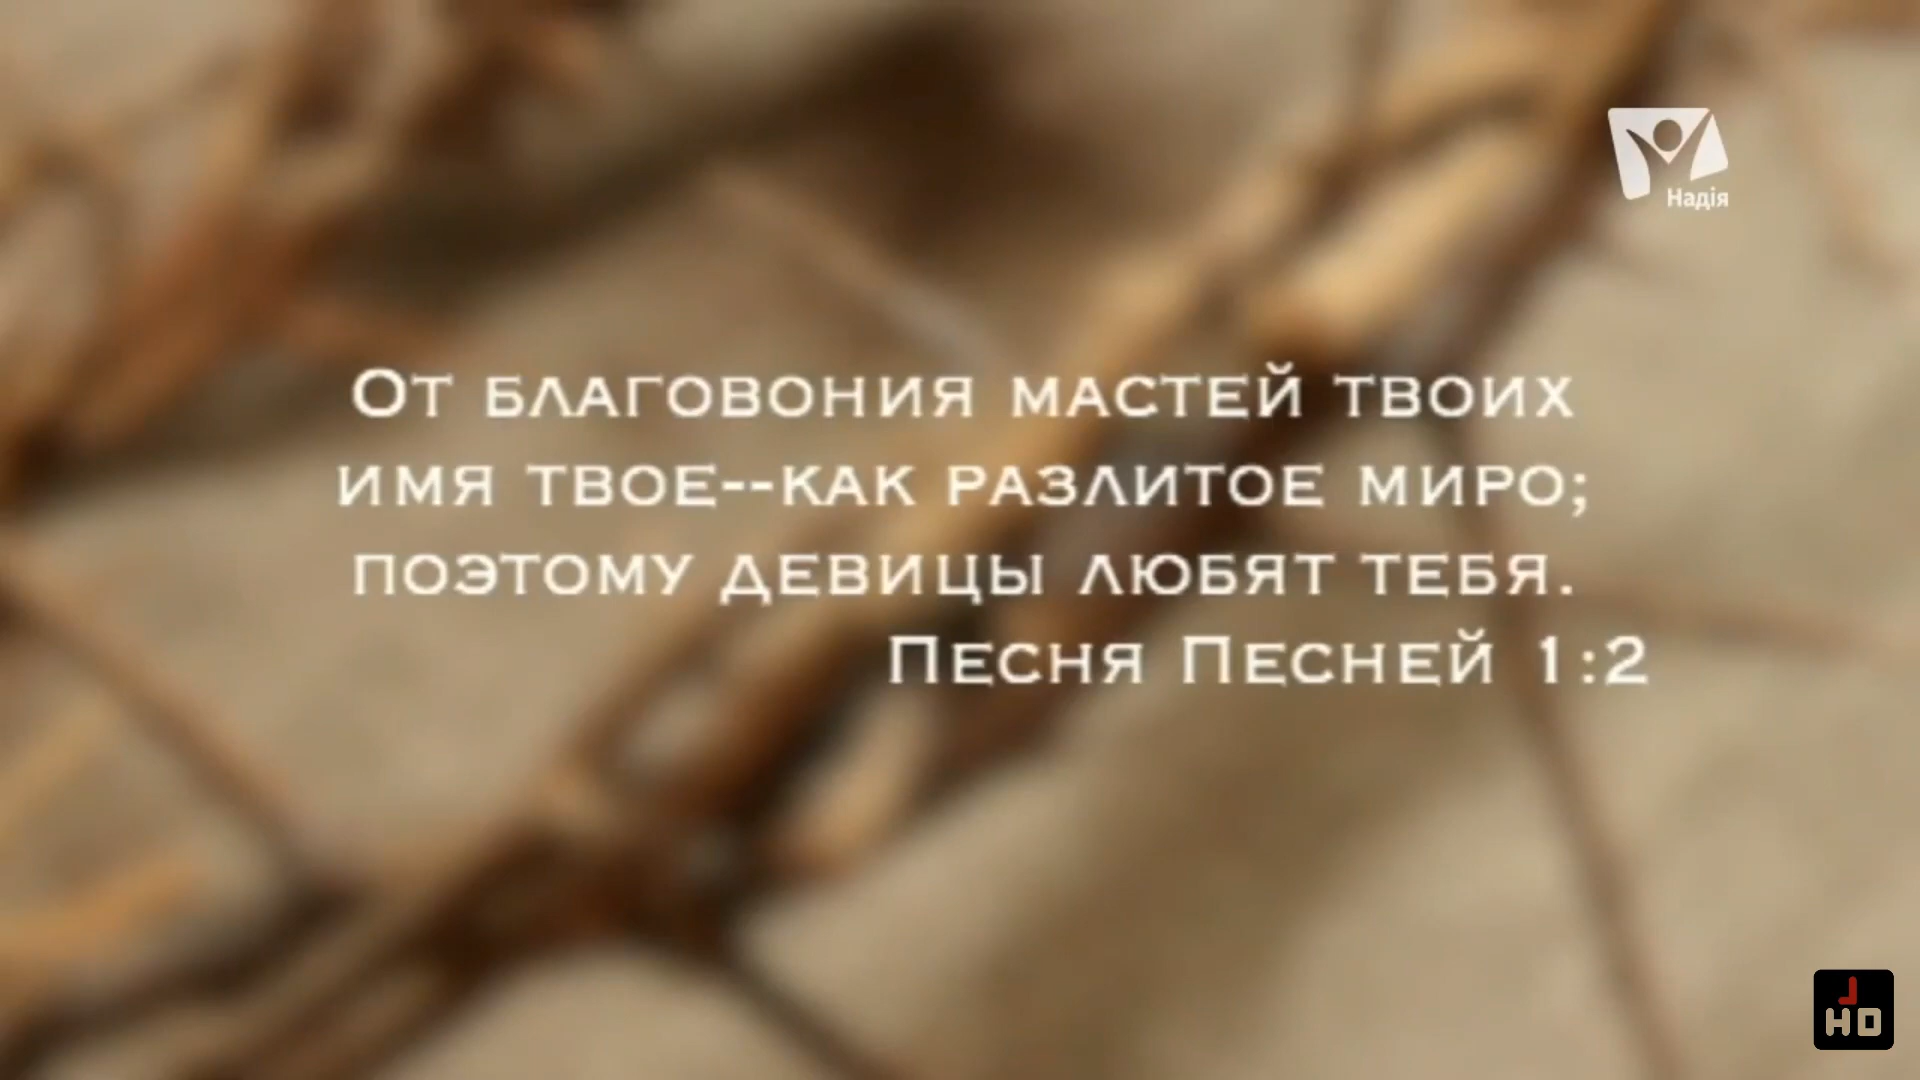 Надія
От благовония мастей твоих
имя твое--как разлитое миро;
поэтому девицы любят тебя.
Песня Песней 1:2
HD